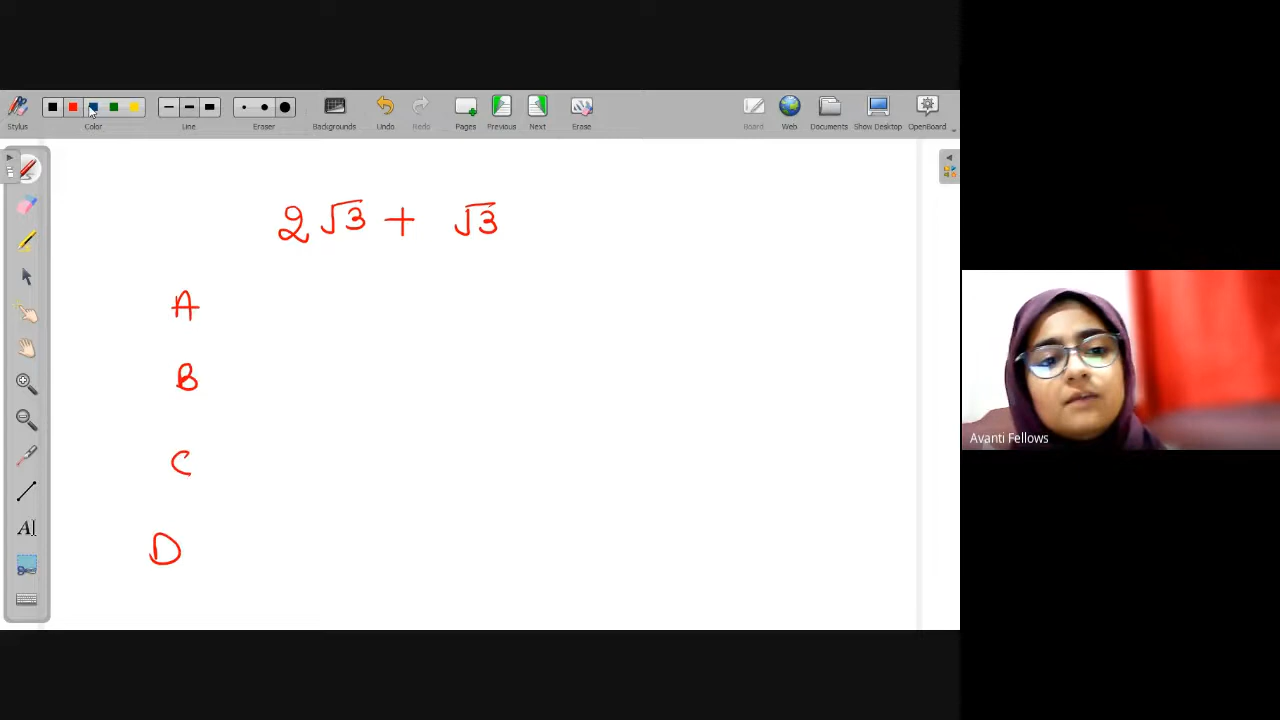 Stylus
Color
Line
Eraser
Backgrounds
Undo
Redo
Pages
Previous
Next
Erase
Board
Web
Documents
Show Desktop
OpenBoard
2√3 + √3
A
B
C
D
A
Avanti Fellows